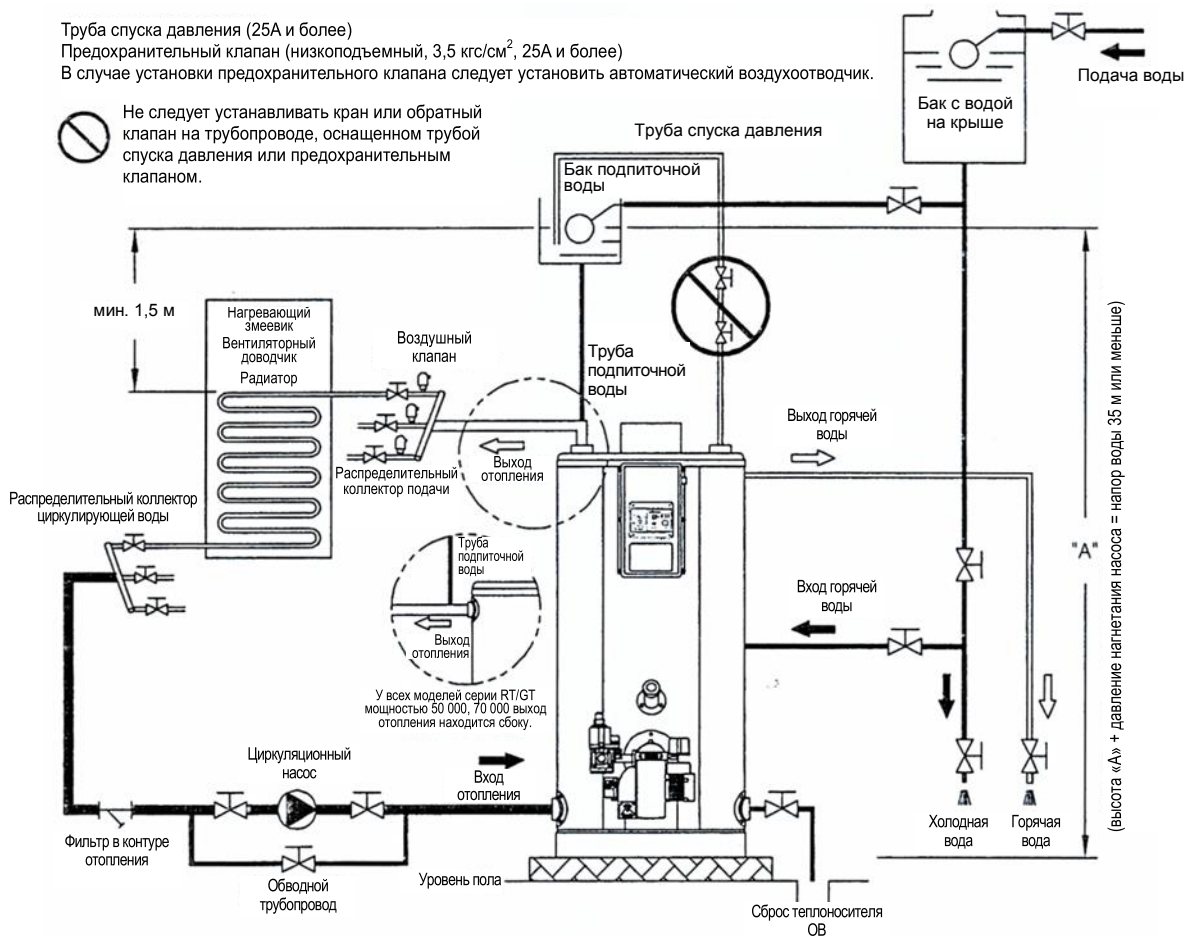 Труба спуска давления (25А и более)
Предохранительный клапан (низкоподъемный, 3,5 кгс/см², 25А и более)
В случае установки предохранительного клапана следует установить автоматический воздухоотводчик.
Не следует устанавливать кран или обратный
клапан на трубопроводе, оснащенном трубой
спуска давления или предохранительным
клапаном.
Подача воды
Бак с водой
на крыше
Труба спуска давления
Бак подпиточной
воды
мин. 1,5 м
Нагревающий
змеевик
Вентиляторный
доводчик
Радиатор
Воздушный
клапан
Труба
подпиточной
воды
Выход горячей
воды
Выход
отопления
Распределительный
коллектор подачи
Распределительный коллектор
циркулирующей воды
Труба
подпиточной
воды
Выход
отопления
У всех моделей серии RT/GT
мощностью 50 000, 70 000 выход
отопления находится сбоку.
Вход горячей
воды
"А"
(высота «А» + давление нагнетания насоса = напор воды 35 м или меньше)
Циркуляционный
насос
Вход
отопления
Фильтр в контуре
отопления
Обводной
трубопровод
Уровень пола
Холодная
вода
Горячая
вода
Сброс теплоносителя
ОВ